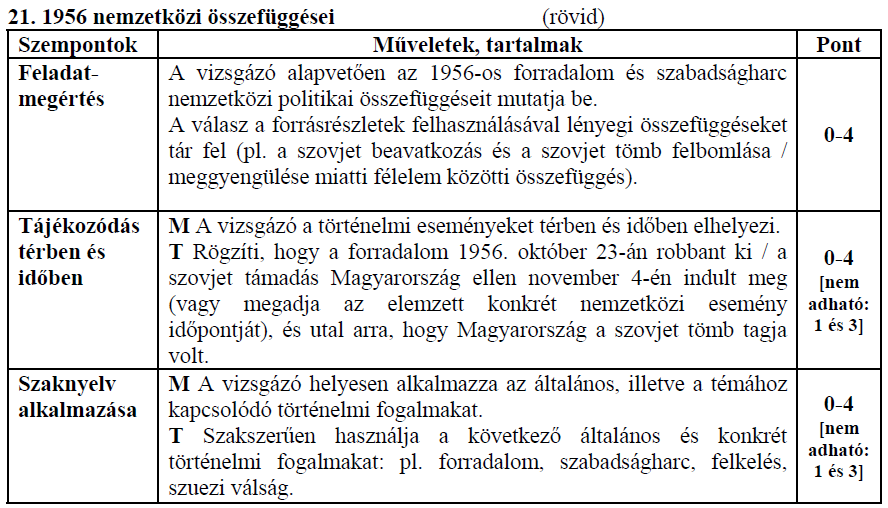 21. 1956 nemzetközi összefüggései (rövid)
Szempontok Műveletek, tartalmak Pont
Feladat-
megértés
A vizsgázó alapvetően az 1956-os forradalom és szabadságharc
nemzetközi politikai összefüggéseit mutatja be.
A válasz a forrásrészletek felhasználásával lényegi összefüggéseket
tár fel (pl. a szovjet beavatkozás és a szovjet tömb felbomlása /
meggyengülése miatti félelem közötti összefüggés).
0-4
Tájékozódás
térben és
időben
M A vizsgázó a történelmi eseményeket térben és időben elhelyezi.
T Rögzíti, hogy a forradalom 1956. október 23-án robbant ki / a
szovjet támadás Magyarország ellen november 4-én indult meg
(vagy megadja az elemzett konkrét nemzetközi esemény
időpontját), és utal arra, hogy Magyarország a szovjet tömb tagja
volt.
0-4
[nem
adható:
1 és 3]
Szaknyelv
alkalmazása
M A vizsgázó helyesen alkalmazza az általános, illetve a témához
kapcsolódó történelmi fogalmakat.
T Szakszerűen használja a következő általános és konkrét
történelmi fogalmakat: pl. forradalom, szabadságharc, felkelés,
szuezi válság.
0-4
[nem
adható:
1 és 3]